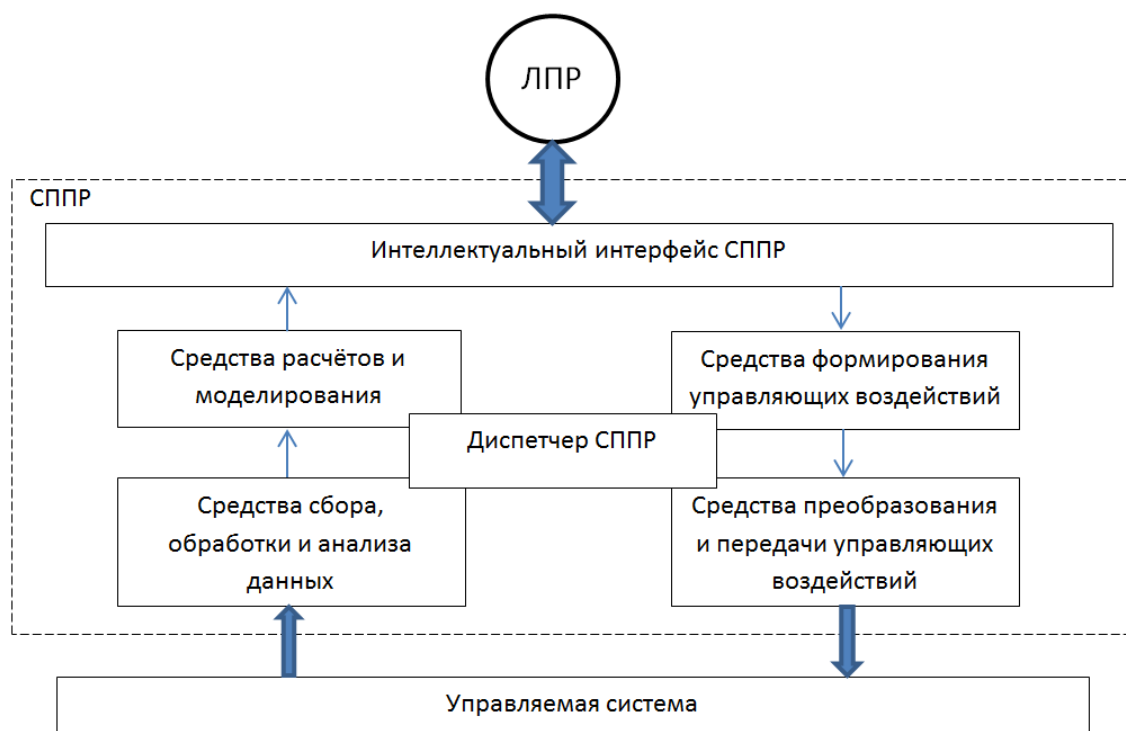 ЛПР
СППР
Интеллектуальный интерфейс СППР
Средства расчётов и
моделирования
Средства формирования
управляющих воздействий
Диспетчер СППР
Средства сбора,
обработки и анализа
данных
Средства преобразования
и передачи управляющих
воздействий
Управляемая система